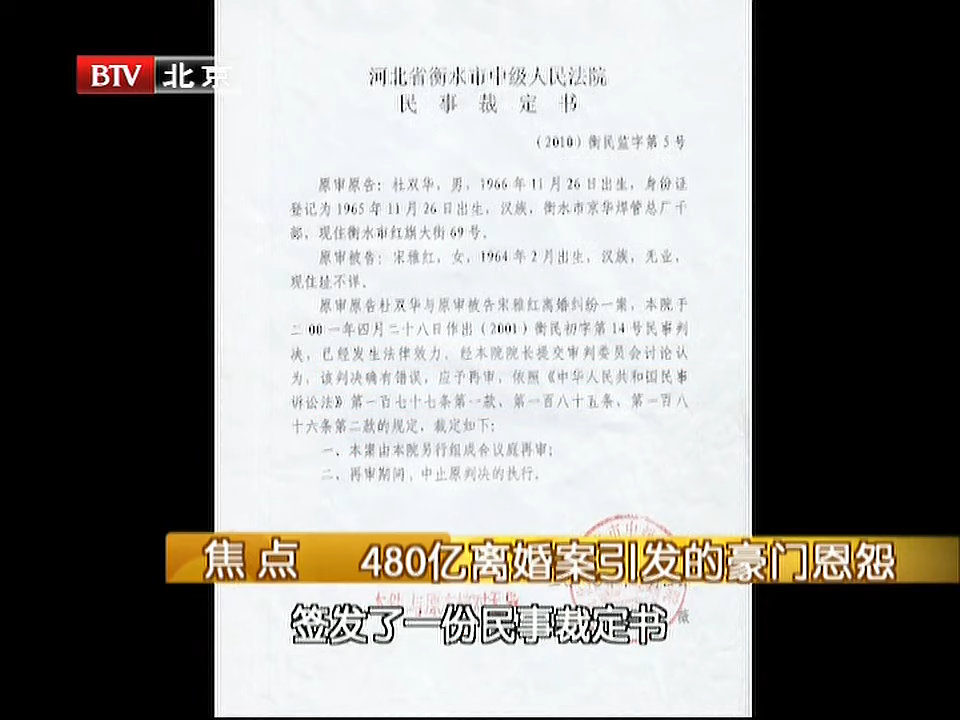 BTV 北京
河北省衡水市中级人民法院
民事裁定书
（2010）衡民监字第5号
原审原告：杜双华，男，1966年11月26日出生，身份证
登记为1965年11月26日出生，汉族，衡水市京华焊管总厂干
部，现住衡水市红旗大街69号。
原审被告：宋雅红，女，1964年2月出生，汉族，无业，
现住址不详。
原审原告杜双华与原审被告宋雅红离婚纠纷一案，本院于
二00一年四月二十八日作出（2001）衡民初字第14号民事判
决，已经发生法律效力。经本院院长提交审判委员会讨论认
为，该判决确有错误，应予再审，依照《中华人民共和国民事
诉讼法》第一百七十七条第一款、第一百八十五条、第一百八
十六条第二款的规定，裁定如下：
一、本案由本院另行组成合议庭再审；
二、再审期间，中止原判决的执行。
焦点 480亿离婚案引发的豪门恩怨
签发了一份民事裁定书